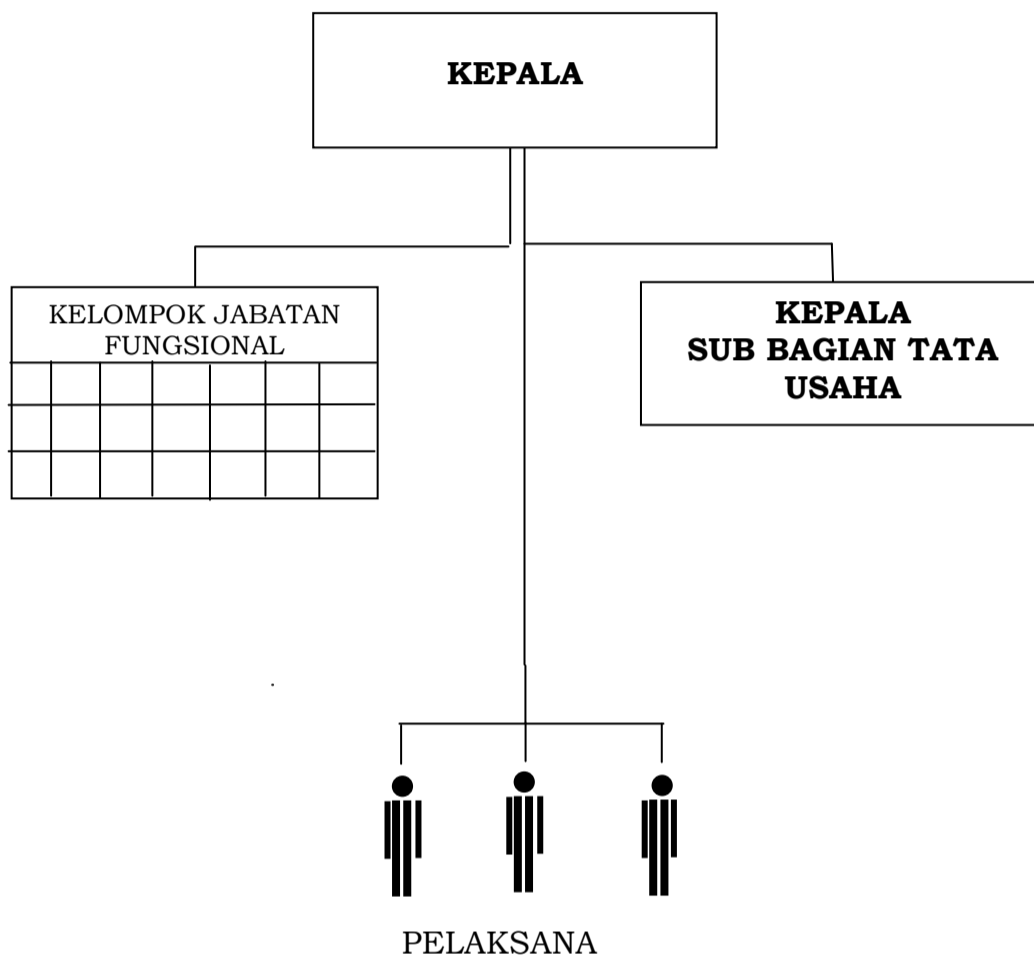 KEPALA
KELOMPOK JABATAN
FUNGSIONAL
KEPALA
SUB BAGIAN TATA
USAHA
PELAKSANA